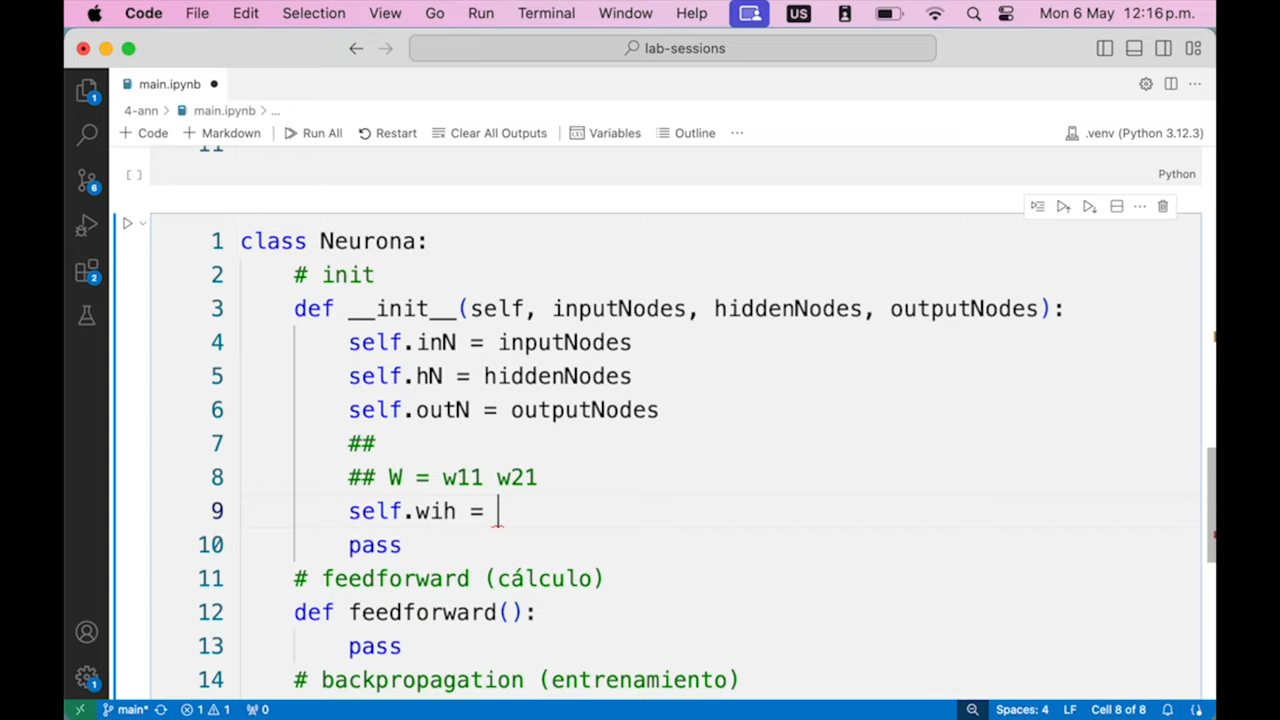 Code File Edit Selection View Go Run Terminal Window Help US Mon 6 May 12:16 p.m.
lab-sessions
main.ipynb
4-ann > main.ipynb > ...
+ Code + Markdown Run All Restart Clear All Outputs Variables Outline ... .venv (Python 3.12.3)
11
[ ] Python
1 class Neurona:
2 # init
3 def __init__(self, inputNodes, hiddenNodes, outputNodes):
4 self.inN = inputNodes
5 self.hN = hiddenNodes
6 self.outN = outputNodes
7 ##
8 ## W = w11 w21
9 self.wih =
10 pass
11 # feedforward (cálculo)
12 def feedforward():
13 pass
14 # backpropagation (entrenamiento)
1
6
2
1
main* 1 1 0 Spaces: 4 LF Cell 8 of 8